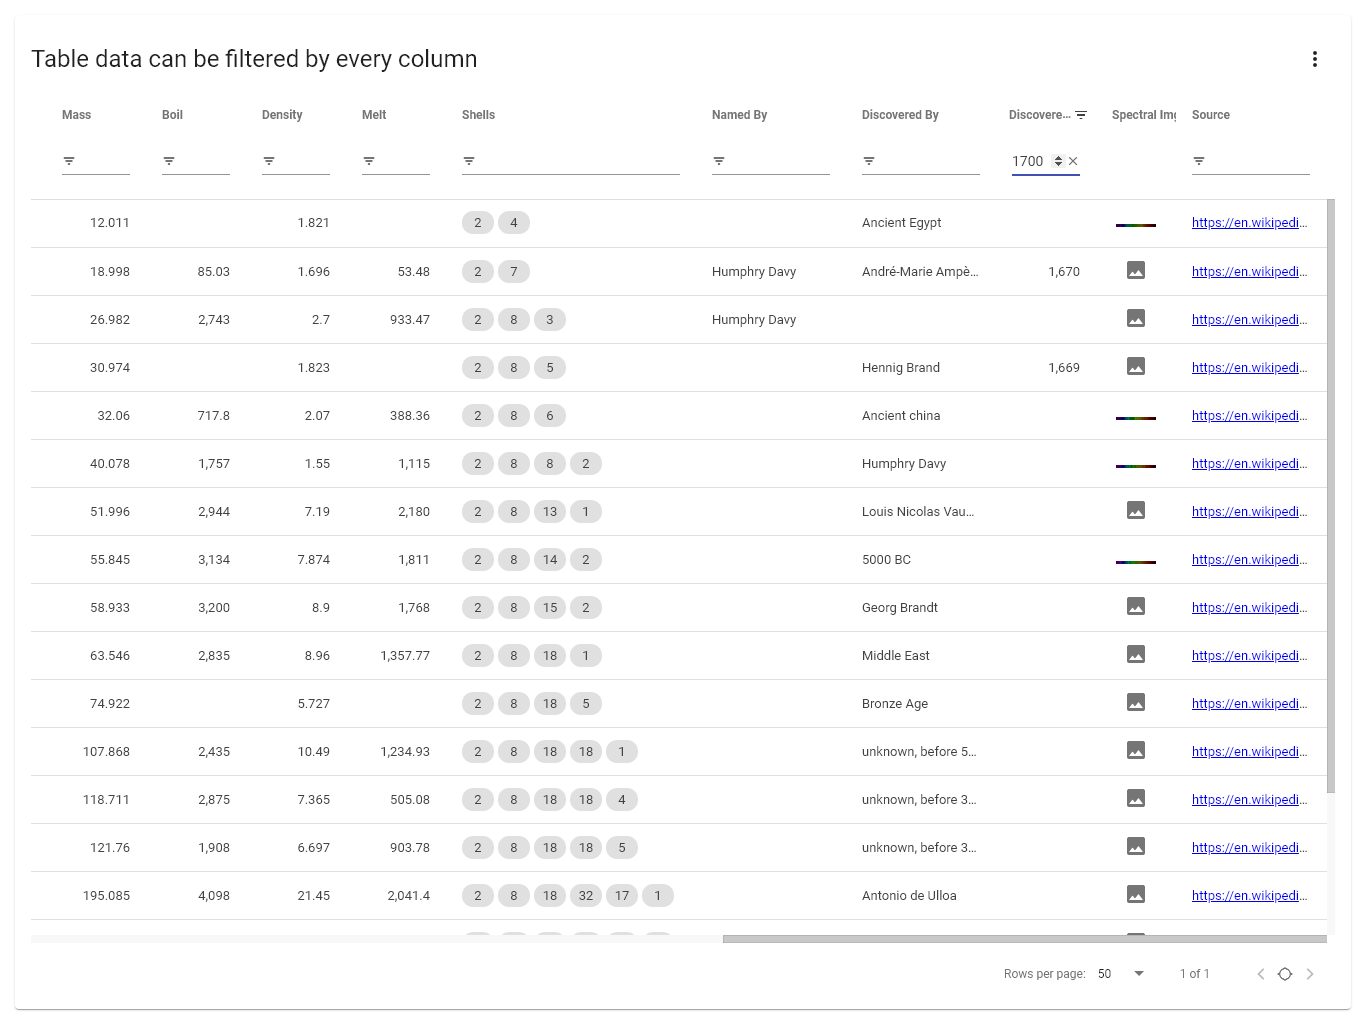 Table data can be filtered by every column
Mass Boil Density Melt Shells Named By Discovered By Discovere... Spectral Img Source
1700
12.011 1.821 2 4 Ancient Egypt https://en.wikipedi...
18.998 85.03 1.696 53.48 2 7 Humphry Davy André-Marie Ampè... 1,670 https://en.wikipedi...
26.982 2,743 2.7 933.47 2 8 3 Humphry Davy https://en.wikipedi...
30.974 1.823 2 8 5 Hennig Brand 1,669 https://en.wikipedi...
32.06 717.8 2.07 388.36 2 8 6 Ancient china https://en.wikipedi...
40.078 1,757 1.55 1,115 2 8 8 2 Humphry Davy https://en.wikipedi...
51.996 2,944 7.19 2,180 2 8 13 1 Louis Nicolas Vau... https://en.wikipedi...
55.845 3,134 7.874 1,811 2 8 14 2 5000 BC https://en.wikipedi...
58.933 3,200 8.9 1,768 2 8 15 2 Georg Brandt https://en.wikipedi...
63.546 2,835 8.96 1,357.77 2 8 18 1 Middle East https://en.wikipedi...
74.922 5.727 2 8 18 5 Bronze Age https://en.wikipedi...
107.868 2,435 10.49 1,234.93 2 8 18 18 1 unknown, before 5... https://en.wikipedi...
118.711 2,875 7.365 505.08 2 8 18 18 4 unknown, before 3... https://en.wikipedi...
121.76 1,908 6.697 903.78 2 8 18 18 5 unknown, before 3... https://en.wikipedi...
195.085 4,098 21.45 2,041.4 2 8 18 32 17 1 Antonio de Ulloa https://en.wikipedi...
Rows per page: 50 1 of 1